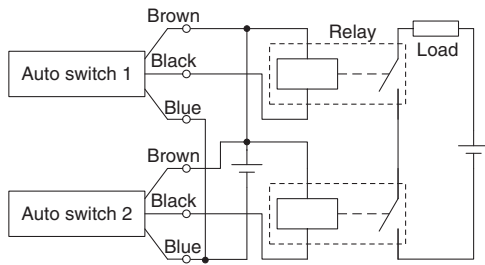 Brown
Relay
Load
Black
Auto switch 1
Blue
Brown
Black
Auto switch 2
Blue